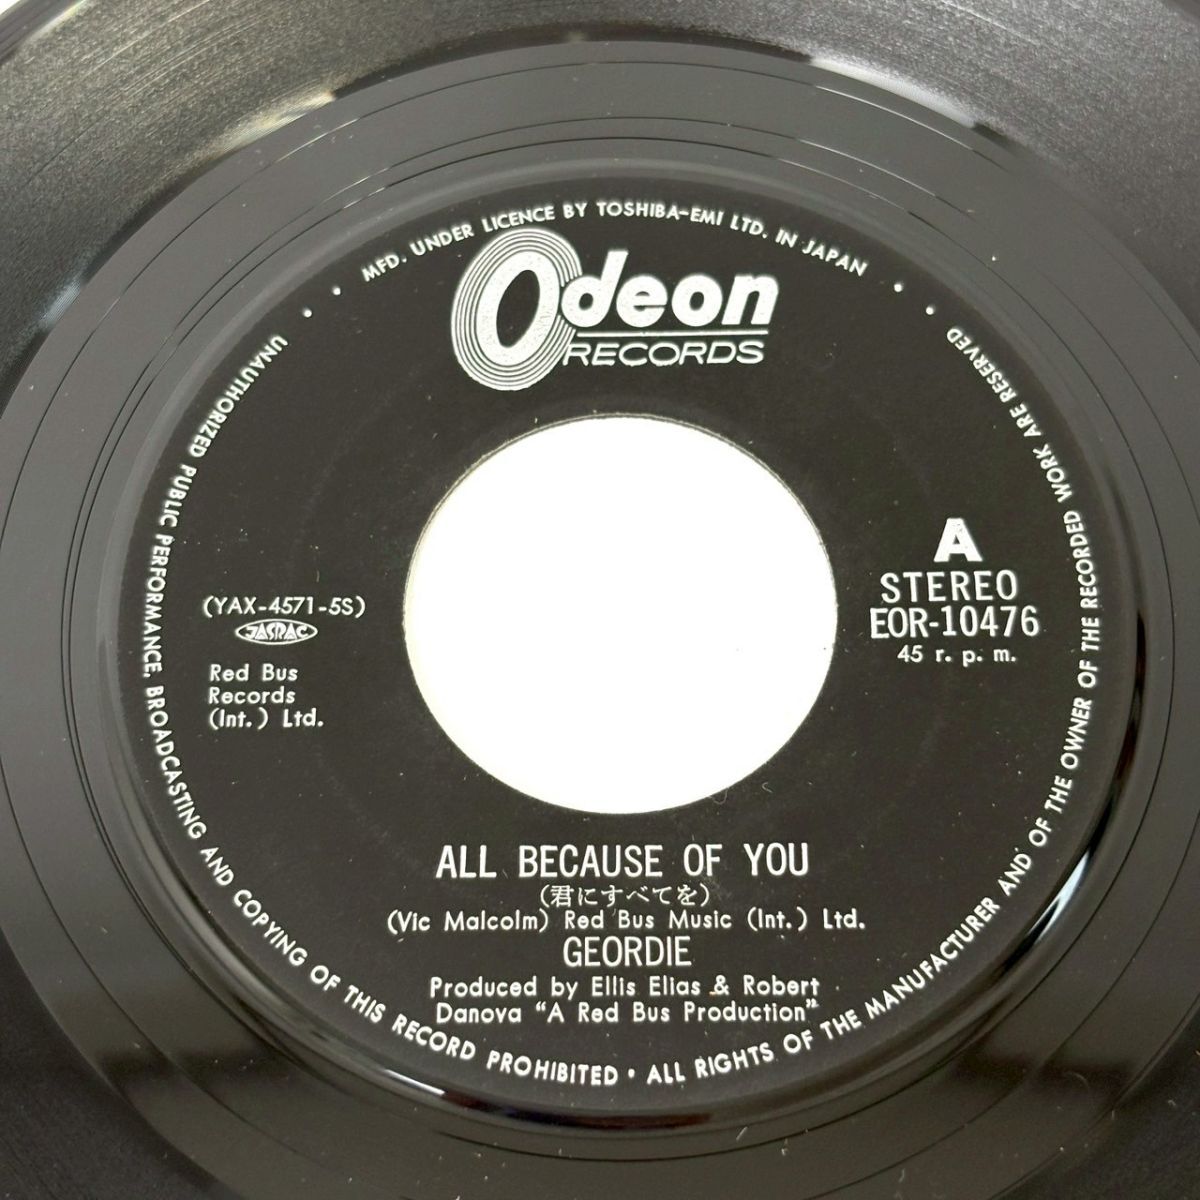 MFD. UNDER LICENCE BY TOSHIBA-EMI LTD. IN JAPAN
Odeon
RECORDS
A
STEREO
EOR-10476
45 r. p. m.
(YAX-4571-5S)
JASRAC
Red Bus
Records
(Int.) Ltd.
ALL BECAUSE OF YOU
(君にすべてを)
(Vic Malcolm) Red Bus Music (Int.) Ltd.
GEORDIE
Produced by Ellis Elias & Robert
Danova "A Red Bus Production"
UNAUTHORIZED PUBLIC PERFORMANCE, BROADCASTING AND COPYING OF THIS RECORD PROHIBITED • ALL RIGHTS OF THE MANUFACTURER AND OF THE OWNER OF THE RECORDED WORK ARE RESERVED